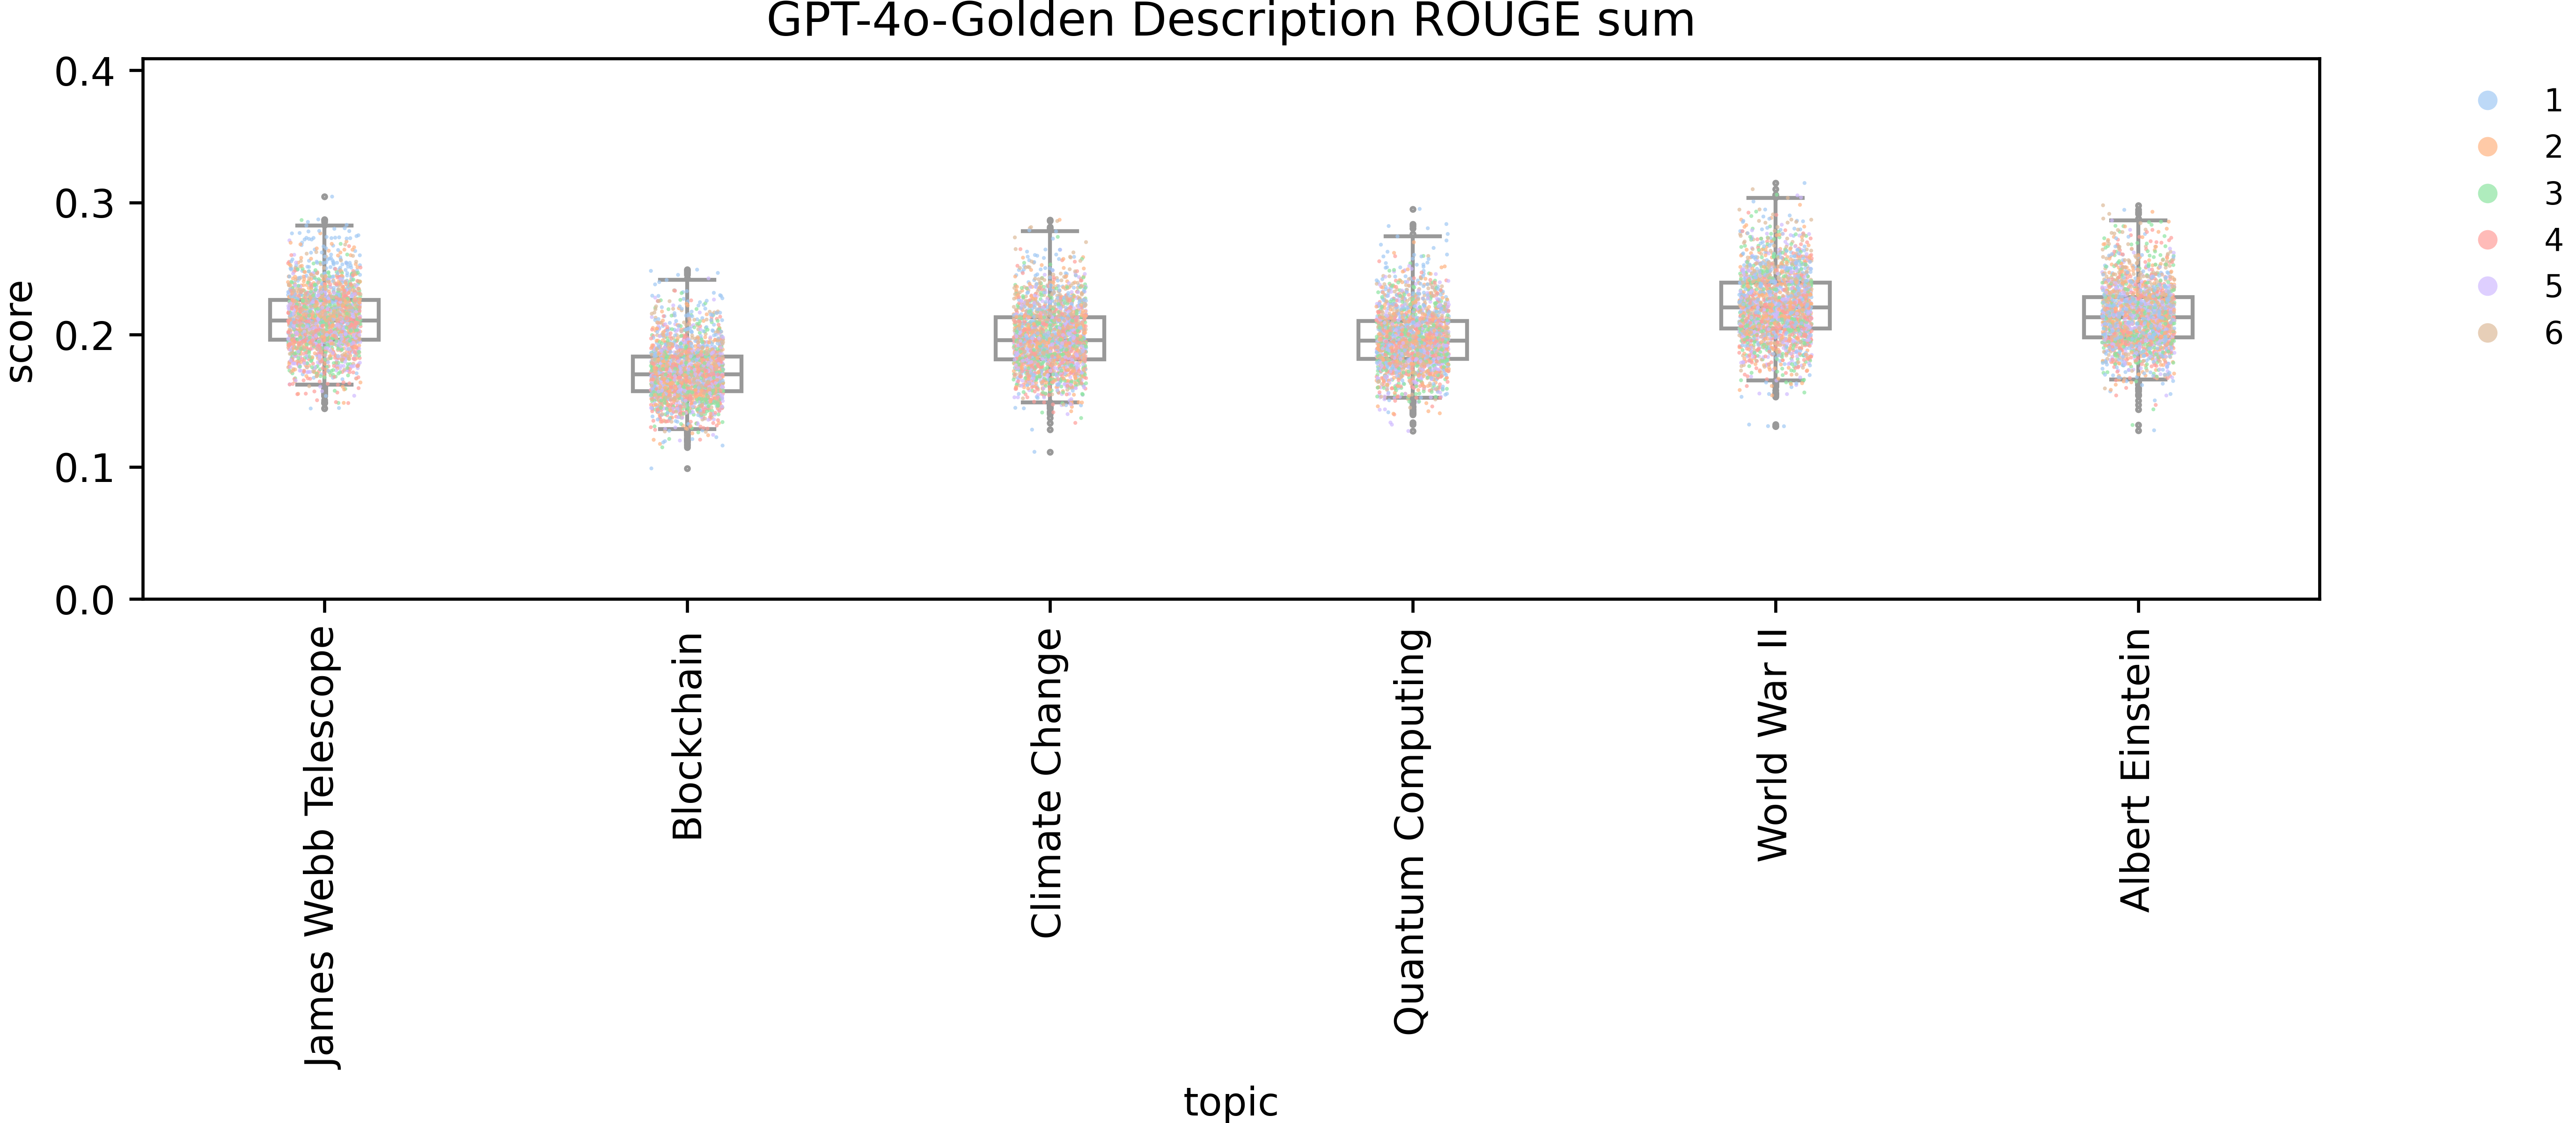 GPT-4o-Golden Description ROUGE sum
score
0.4
0.3
0.2
0.1
0.0
James Webb Telescope
Blockchain
Climate Change
Quantum Computing
World War II
Albert Einstein
topic
1
2
3
4
5
6